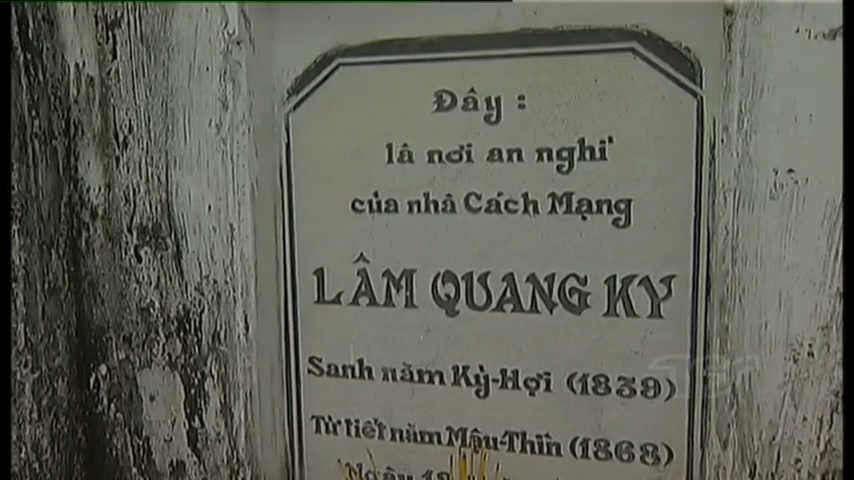 Đây :
là nơi an nghỉ
của nhà Cách Mạng
LÂM QUANG KY
Sanh năm Kỷ-Hợi (1839)
Tử tiết năm Mậu-Thìn (1868)
Ngày